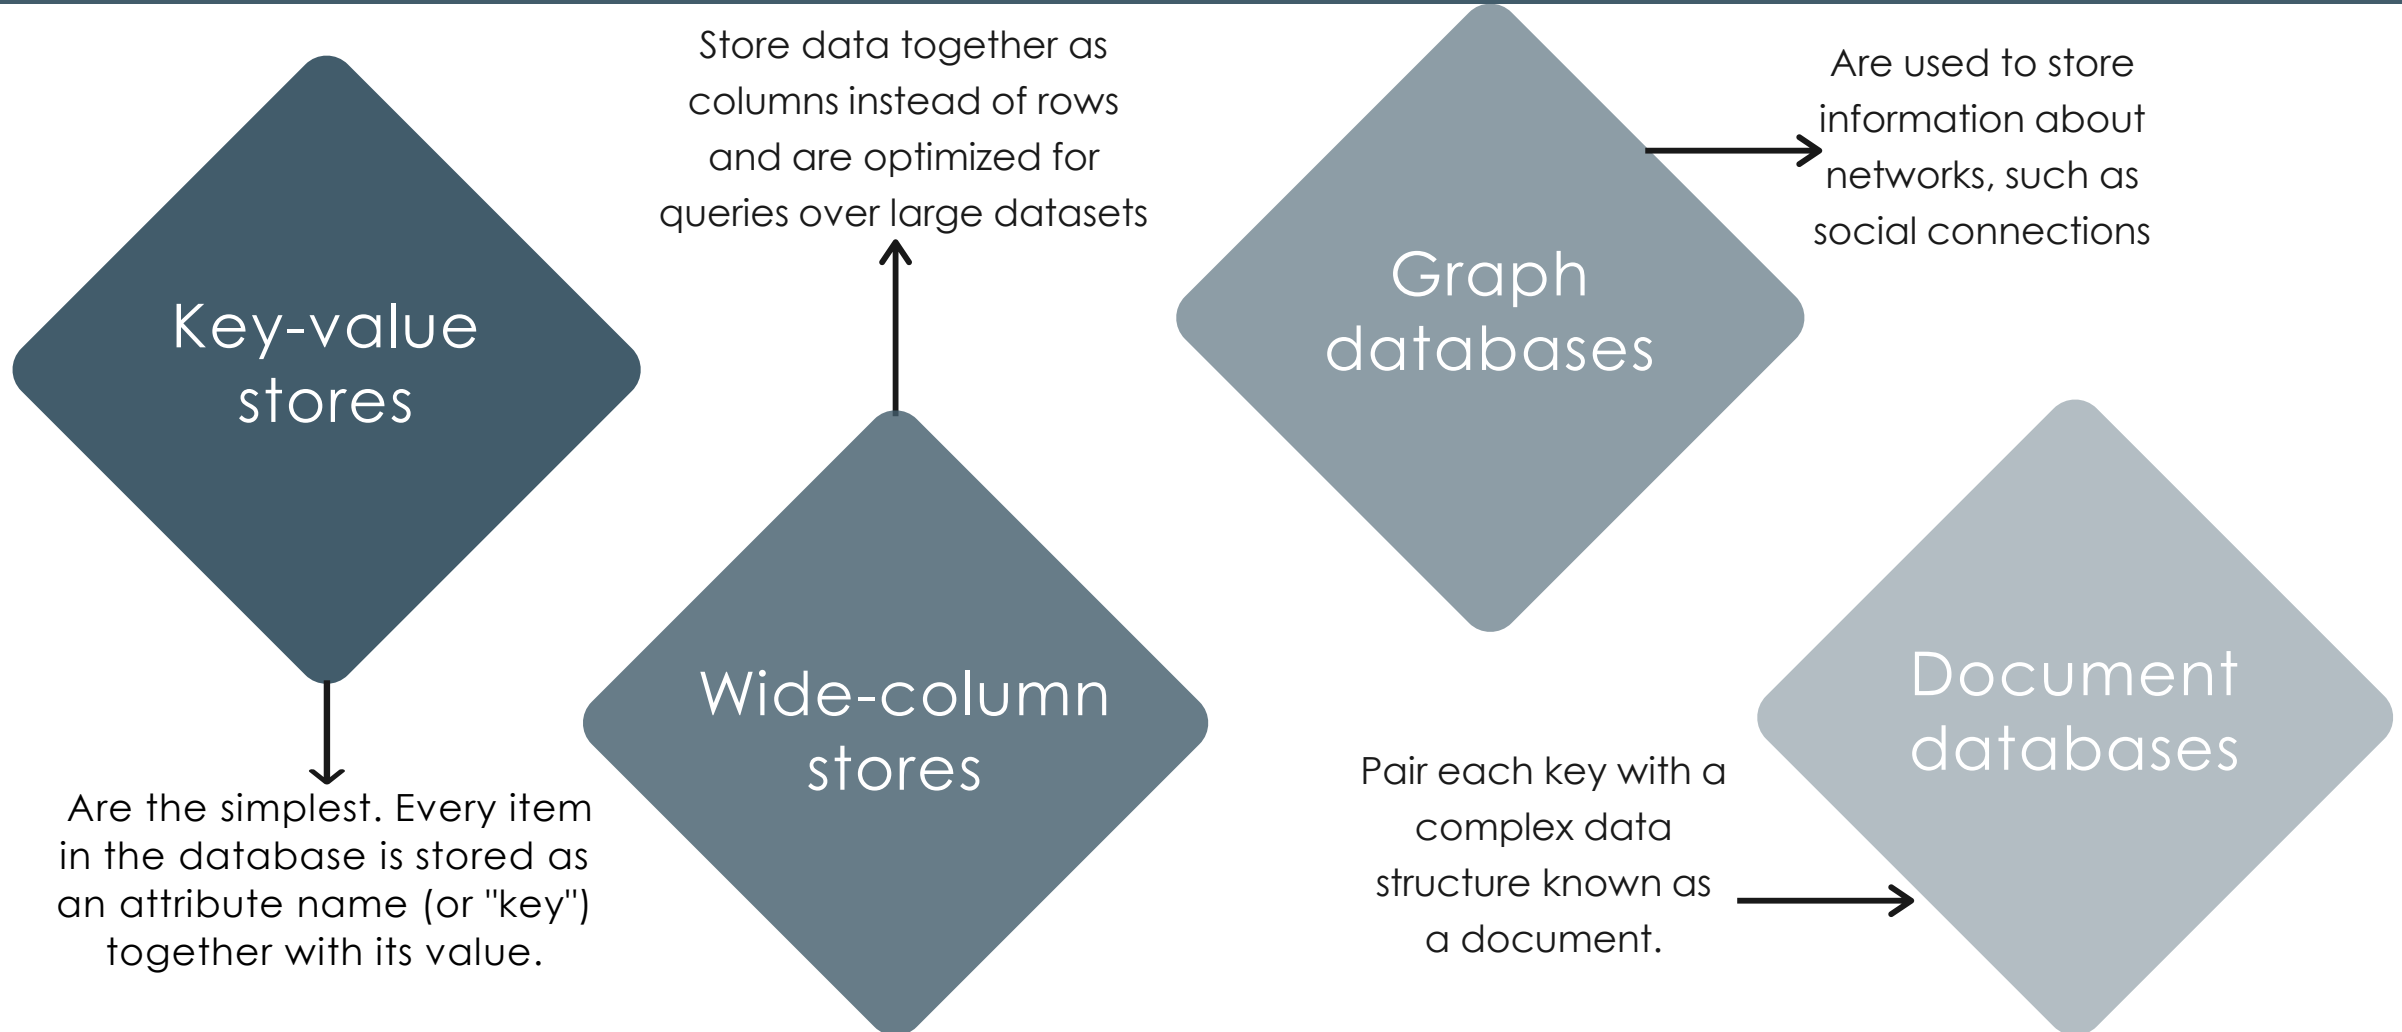 Key-value
stores
Are the simplest. Every item
in the database is stored as
an attribute name (or "key")
together with its value.
Store data together as
columns instead of rows
and are optimized for
queries over large datasets
Wide-column
stores
Graph
databases
Are used to store
information about
networks, such as
social connections
Pair each key with a
complex data
structure known as
a document.
Document
databases